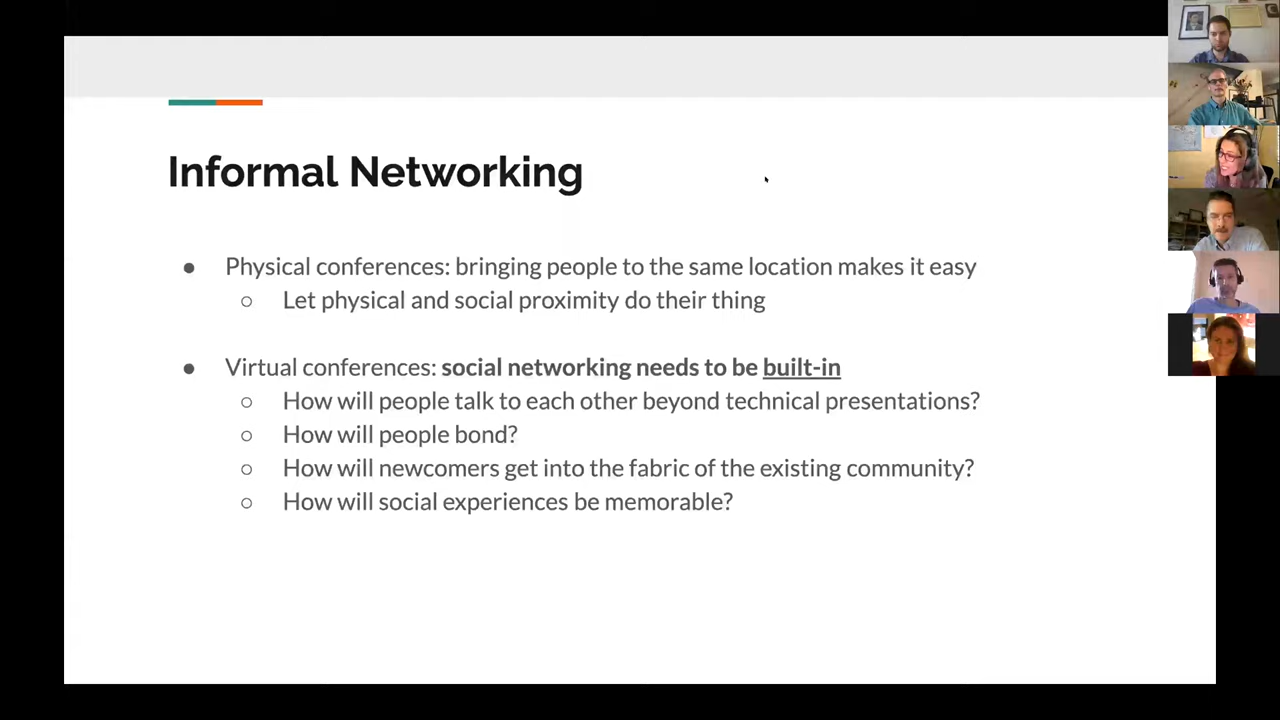 Informal Networking
● Physical conferences: bringing people to the same location makes it easy
○ Let physical and social proximity do their thing
● Virtual conferences: social networking needs to be built-in
○ How will people talk to each other beyond technical presentations?
○ How will people bond?
○ How will newcomers get into the fabric of the existing community?
○ How will social experiences be memorable?